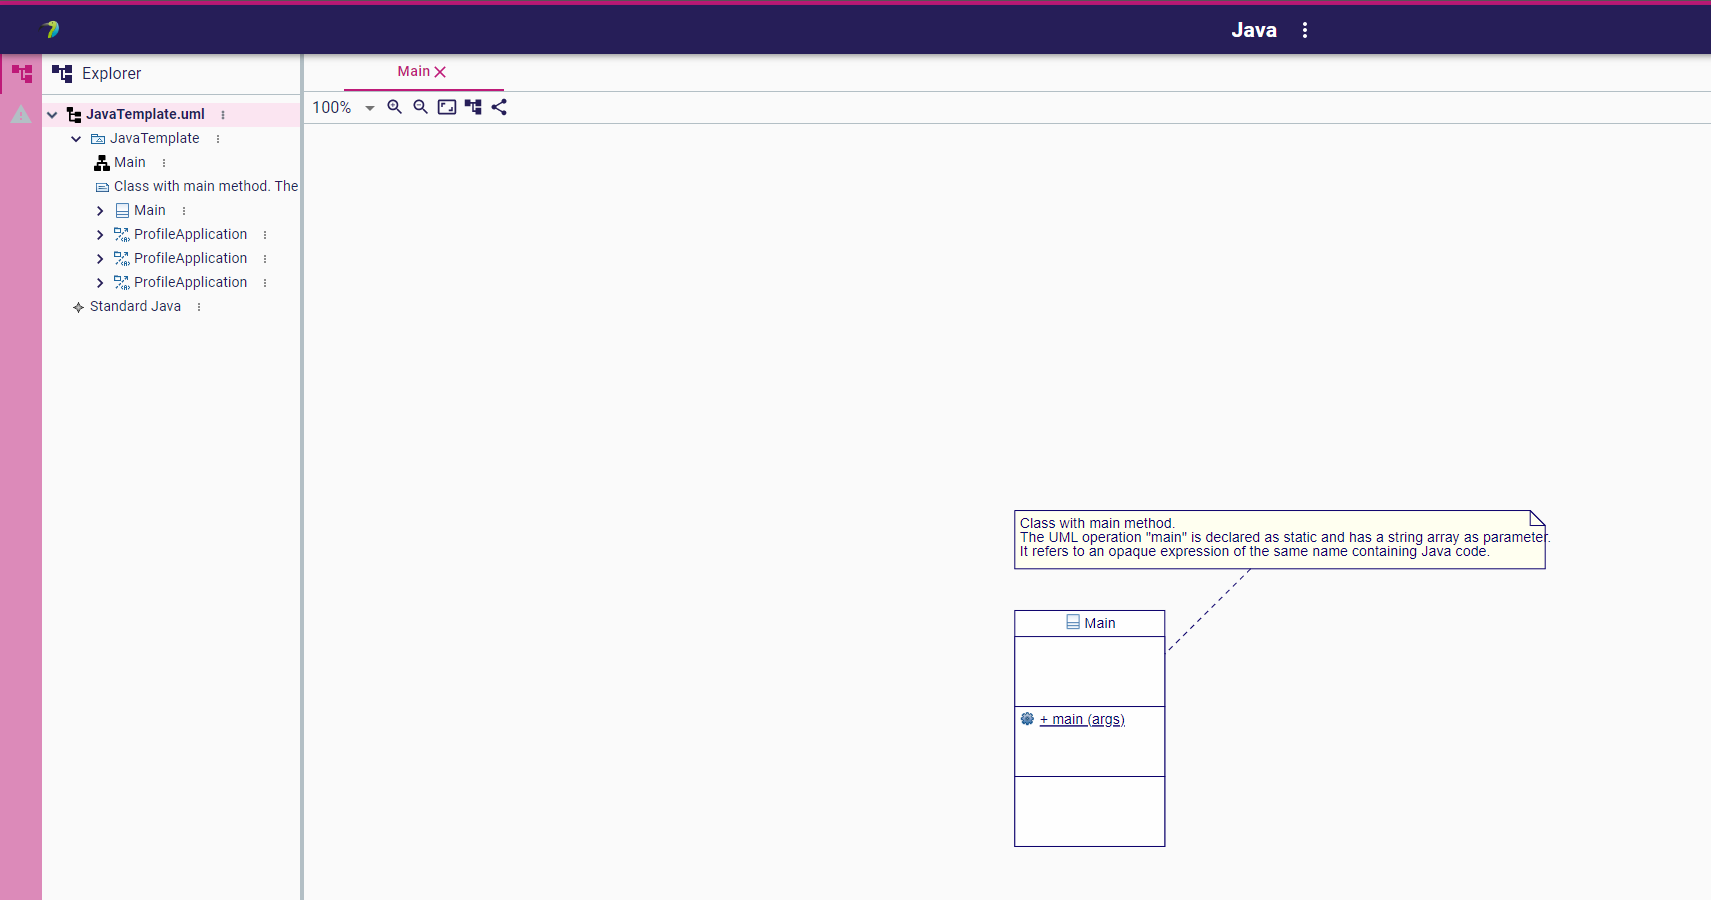 Java
Explorer
Main
100%
JavaTemplate.uml
JavaTemplate
Main
Class with main method. The
Main
ProfileApplication
ProfileApplication
ProfileApplication
Standard Java
Class with main method.
The UML operation "main" is declared as static and has a string array as parameter.
It refers to an opaque expression of the same name containing Java code.
Main
+ main (args)